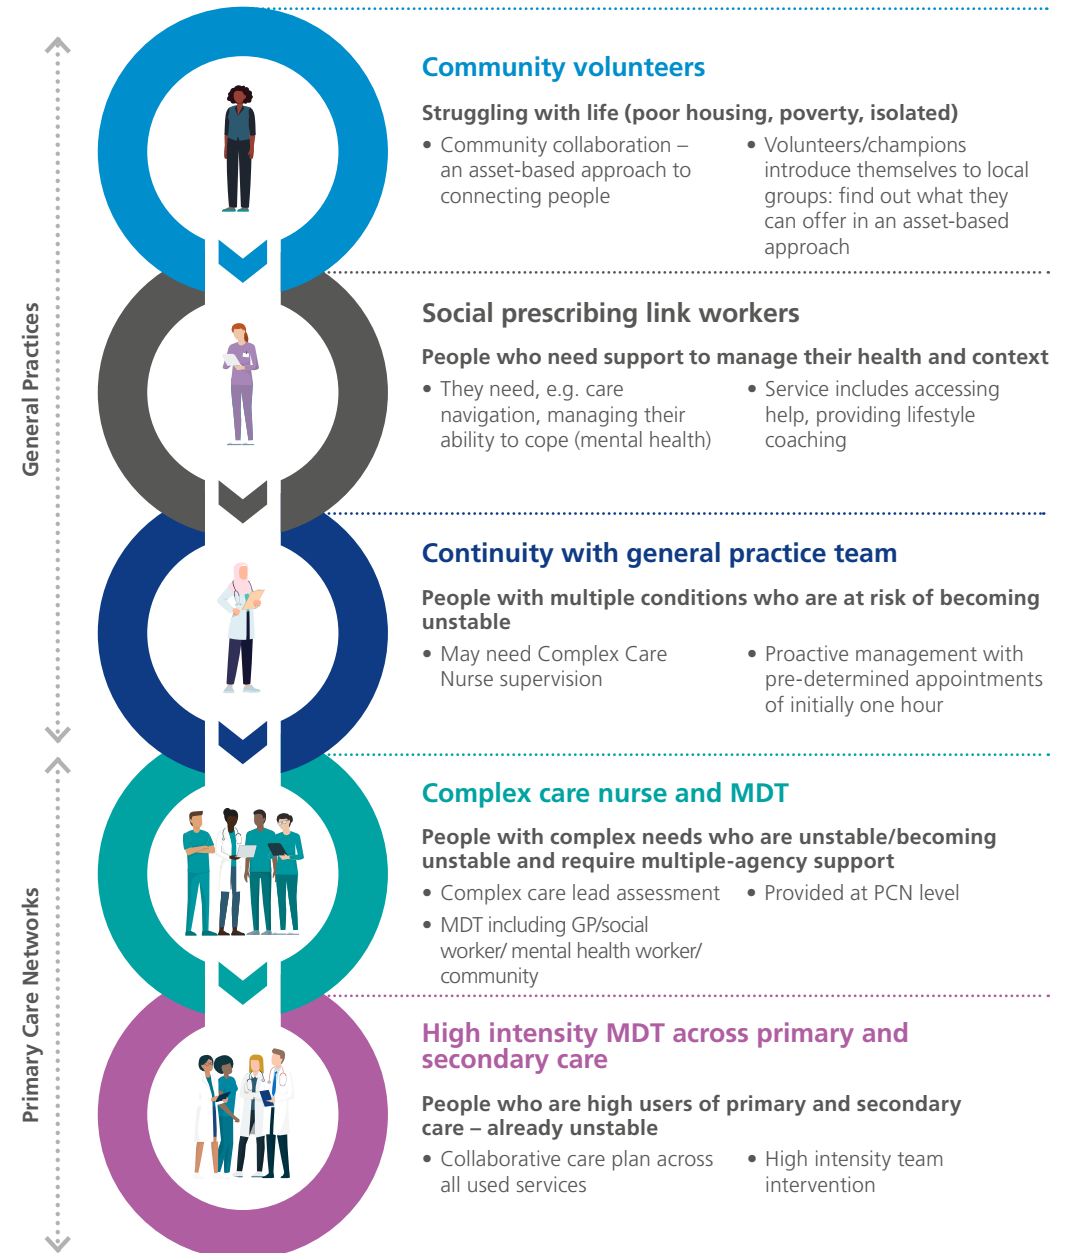 General Practices
Community volunteers
Struggling with life (poor housing, poverty, isolated)
• Community collaboration –
an asset-based approach to
connecting people
• Volunteers/champions
introduce themselves to local
groups: find out what they
can offer in an asset-based
approach
Social prescribing link workers
People who need support to manage their health and context
• They need, e.g. care
navigation, managing their
ability to cope (mental health)
• Service includes accessing
help, providing lifestyle
coaching
Continuity with general practice team
People with multiple conditions who are at risk of becoming
unstable
• May need Complex Care
Nurse supervision
• Proactive management with
pre-determined appointments
of initially one hour
Primary Care Networks
Complex care nurse and MDT
People with complex needs who are unstable/becoming
unstable and require multiple-agency support
• Complex care lead assessment
• MDT including GP/social
worker/ mental health worker/
community
• Provided at PCN level
High intensity MDT across primary and
secondary care
People who are high users of primary and secondary
care – already unstable
• Collaborative care plan across
all used services
• High intensity team
intervention